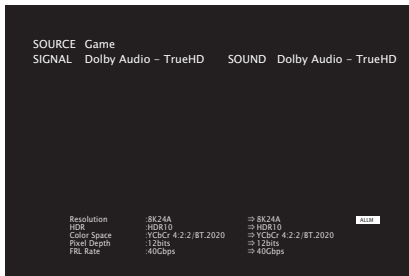 SOURCE Game
SIGNAL Dolby Audio – TrueHD SOUND Dolby Audio – TrueHD
Resolution :8K24A ⇒ 8K24A ALLM
HDR :HDR10 ⇒ HDR10
Color Space :YCbCr 4:2:2/BT.2020 ⇒ YCbCr 4:2:2/BT.2020
Pixel Depth :12bits ⇒ 12bits
FRL Rate :40Gbps ⇒ 40Gbps